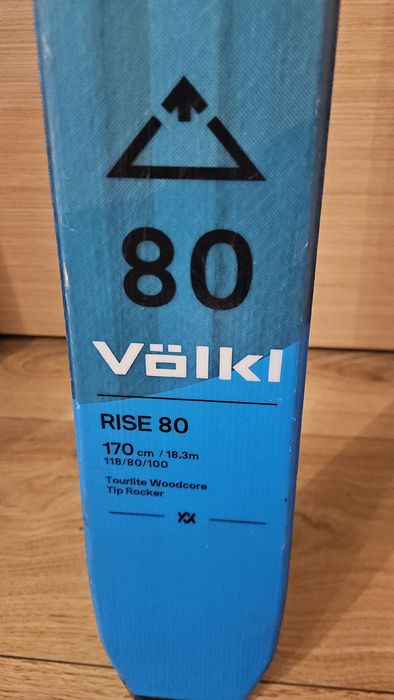 80
Völkl
RISE 80
170 cm / 18.3m
118/80/100
Tourlite Woodcore
Tip Rocker